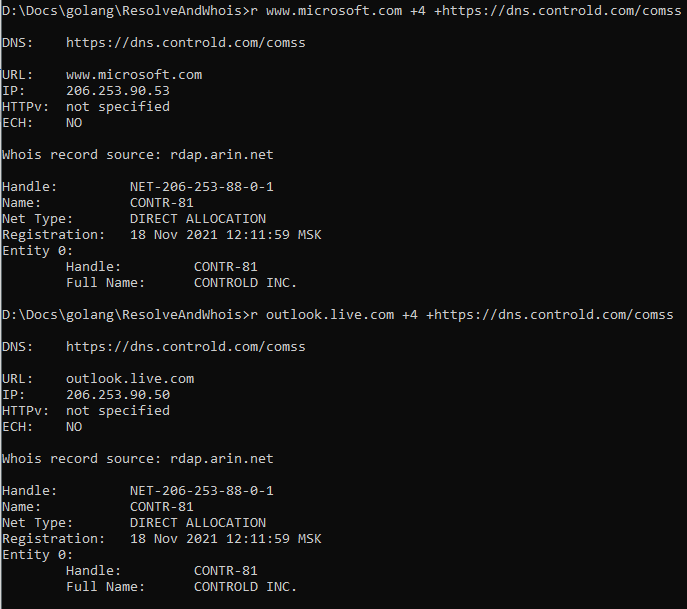 D:\Docs\golang\ResolveAndWhois>r www.microsoft.com +4 +https://dns.controld.com/comss
DNS:    https://dns.controld.com/comss
URL:    www.microsoft.com
IP:     206.253.90.53
HTTPv:  not specified
ECH:    NO
Whois record source: rdap.arin.net
Handle:         NET-206-253-88-0-1
Name:           CONTR-81
Net Type:       DIRECT ALLOCATION
Registration:   18 Nov 2021 12:11:59 MSK
Entity 0:
        Handle:         CONTR-81
        Full Name:      CONTROLD INC.
D:\Docs\golang\ResolveAndWhois>r outlook.live.com +4 +https://dns.controld.com/comss
DNS:    https://dns.controld.com/comss
URL:    outlook.live.com
IP:     206.253.90.50
HTTPv:  not specified
ECH:    NO
Whois record source: rdap.arin.net
Handle:         NET-206-253-88-0-1
Name:           CONTR-81
Net Type:       DIRECT ALLOCATION
Registration:   18 Nov 2021 12:11:59 MSK
Entity 0:
        Handle:         CONTR-81
        Full Name:      CONTROLD INC.